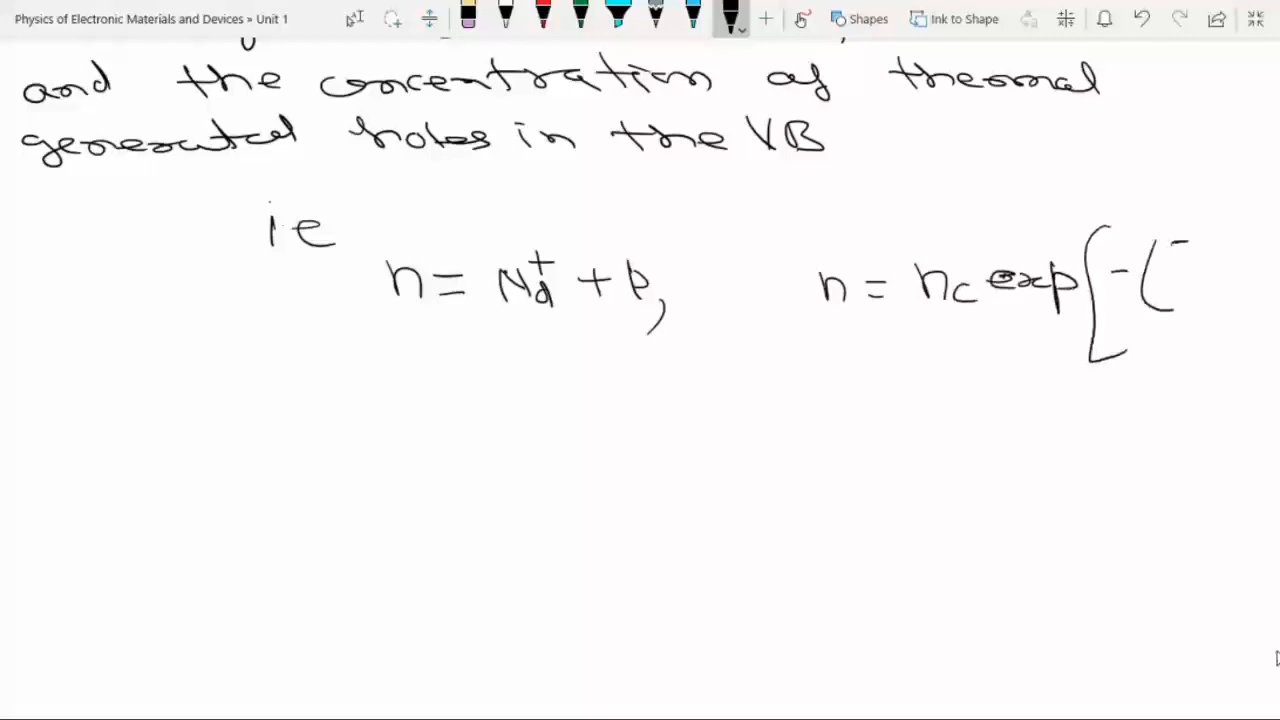 Physics of Electronic Materials and Devices » Unit 1
Shapes
Ink to Shape
and the concentration of thermal
generated holes in the VB
ie
n = Nd⁺ + p, n = nc exp[-(